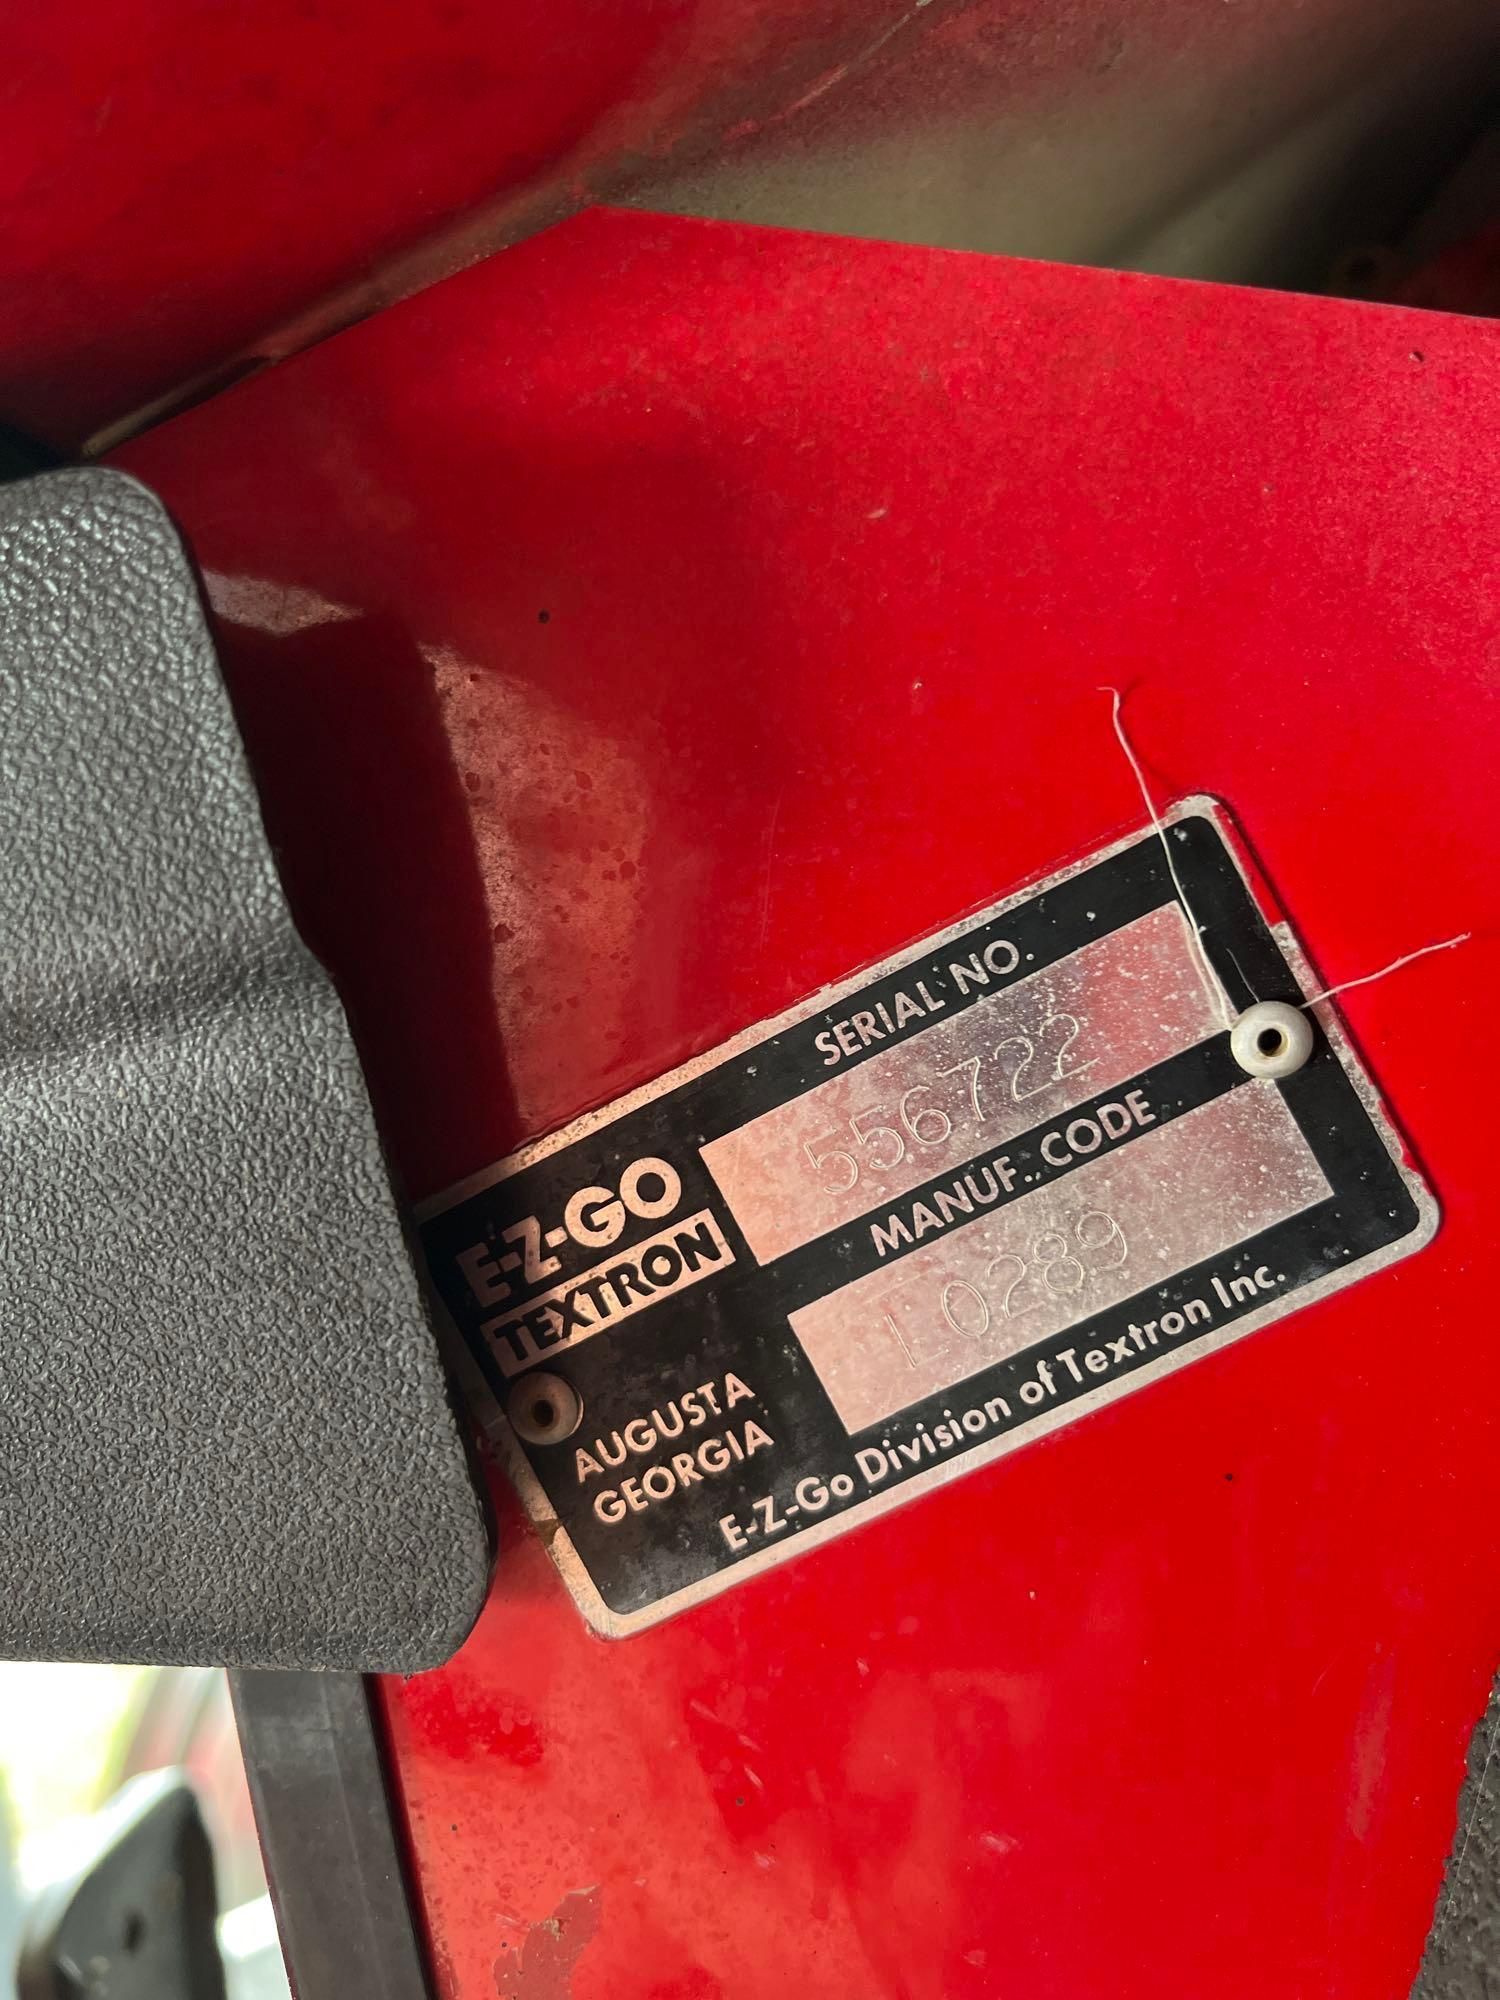 SERIAL NO.
556722
MANUF. CODE
L0289
E-Z-GO
TEXTRON
AUGUSTA
GEORGIA
E-Z-Go Division of Textron Inc.